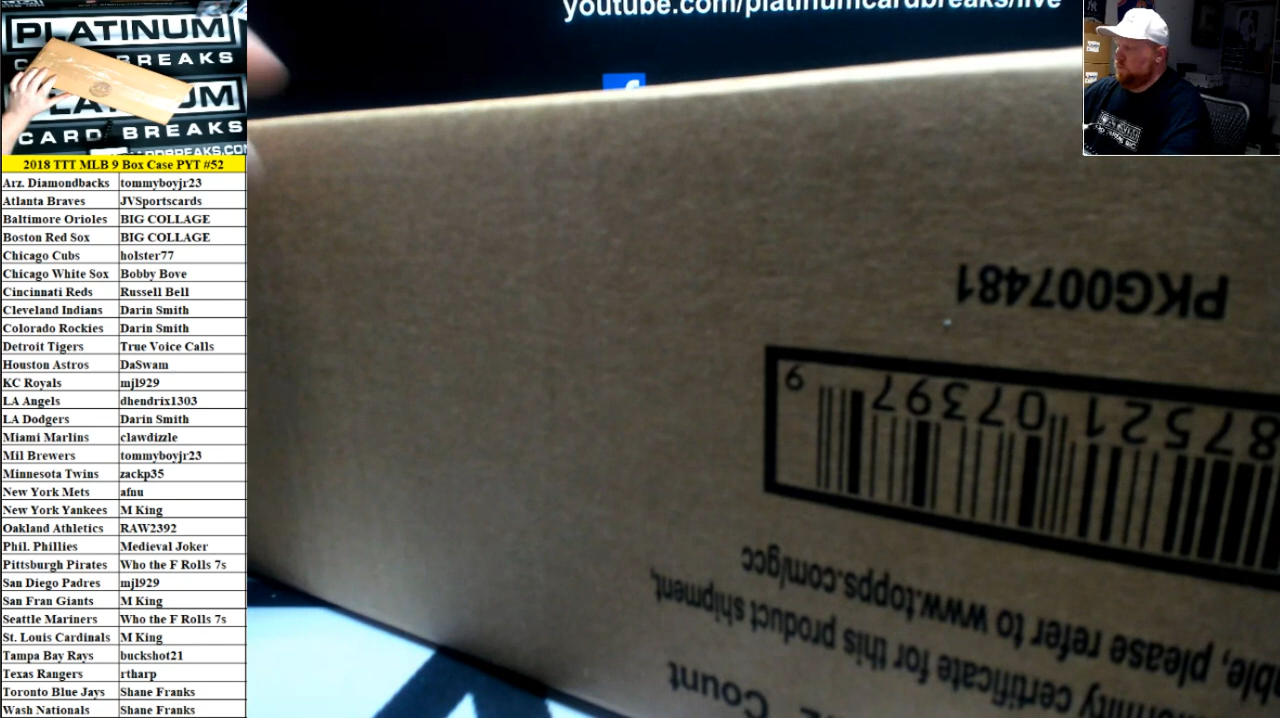 youtube.com/platinumcardbreaks/live
PLATINUM
CARD BREAKS
CARD BREAKS
2018 TTT MLB 9 Box Case PYT #52
Arz. Diamondbacks tommyboyjr23
Atlanta Braves JVSportscards
Baltimore Orioles BIG COLLAGE
Boston Red Sox BIG COLLAGE
Chicago Cubs holster77
Chicago White Sox Bobby Bove
Cincinnati Reds Russell Bell
Cleveland Indians Darin Smith
Colorado Rockies Darin Smith
Detroit Tigers True Voice Calls
Houston Astros DaSwam
KC Royals mjl929
LA Angels dhendrix1303
LA Dodgers Darin Smith
Miami Marlins clawdizzle
Mil Brewers tommyboyjr23
Minnesota Twins zackp35
New York Mets afnu
New York Yankees M King
Oakland Athletics RAW2392
Phil. Phillies Medieval Joker
Pittsburgh Pirates Who the F Rolls 7s
San Diego Padres mjl929
San Fran Giants M King
Seattle Mariners Who the F Rolls 7s
St. Louis Cardinals M King
Tampa Bay Rays buckshot21
Texas Rangers rtharp
Toronto Blue Jays Shane Franks
Wash Nationals Shane Franks
Count
certificate for this product shipment,
please refer to www.topps.com/gcc
87521 07397 9
PKG007481